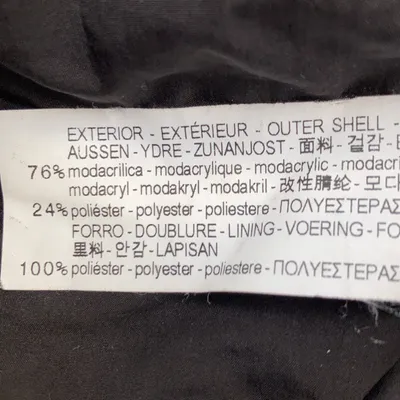 EXTERIOR - EXTÉRIEUR - OUTER SHELL -
AUSSEN - YDRE - ZUNANJOST - 面料 - 겉감 - E
76% modacrilica - modacrylique - modacrylic - modac
modacryl - modakryl - modakril - 改性腈纶 - 모다
24% poliéster - polyester - poliestere - ΠΟΛΥΕΣΤΕΡΑΣ
FORRO - DOUBLURE - LINING - VOERING - FO
里料 - 안감 - LAPISAN
100% poliéster - polyester - poliestere - ΠΟΛΥΕΣΤΕΡΑΣ